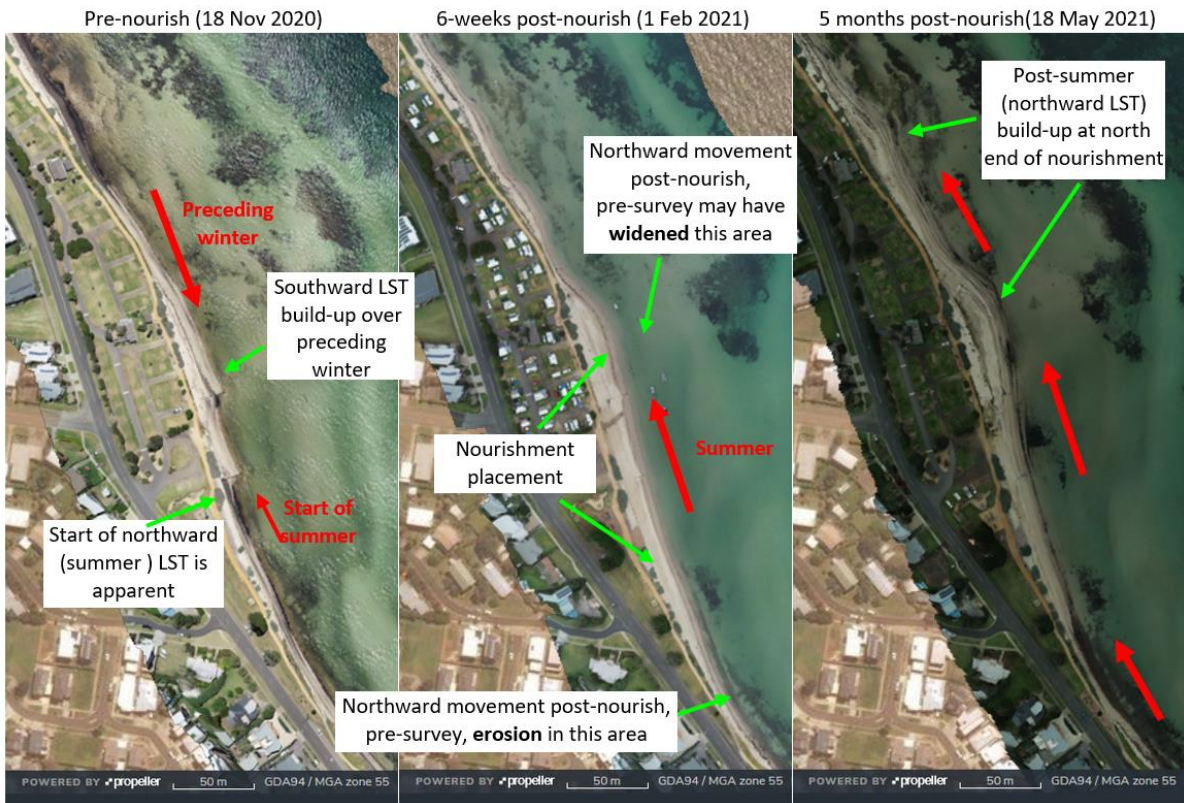 Pre-nourish (18 Nov 2020)
Preceding
winter
Southward LST
build-up over
preceding
winter
Start of
summer
Start of northward
(summer ) LST is
apparent
POWERED BY propeller
50 m
GDA94 / MGA zone 55
6-weeks post-nourish (1 Feb 2021)
Northward movement
post-nourish,
pre-survey may have
widened this area
Nourishment
placement
Summer
Northward movement post-nourish,
pre-survey, erosion in this area
POWERED BY propeller
50 m
GDA94 / MGA zone 55
5 months post-nourish(18 May 2021)
Post-summer
(northward LST)
build-up at north
end of nourishment
POWERED BY propeller
50 m
GDA94 / MGA zone 55